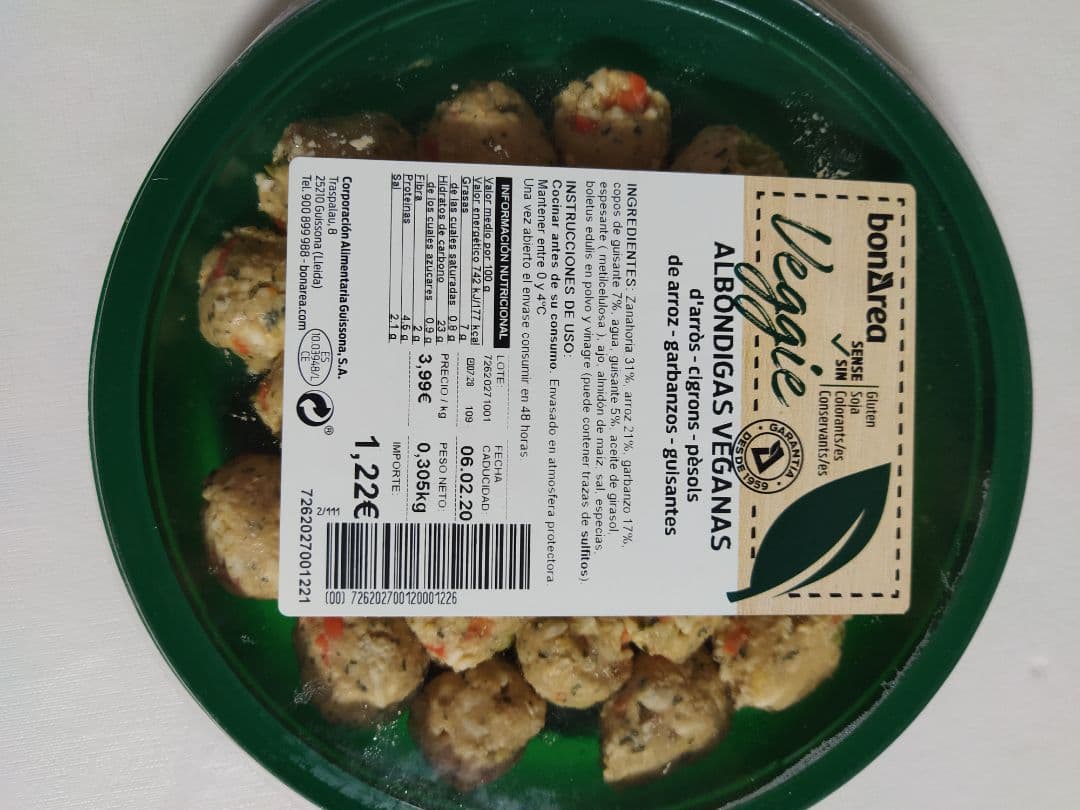 bonÀrea
Veggie
SENSE
SIN
Gluten
Soja
Colorants/es
Conservants/es
GARANTIA
DES DE 1959
ALBÓNDIGAS VEGANAS
d'arròs - cigrons - pèsols
de arroz - garbanzos - guisantes
INGREDIENTES: Zanahoria 31%, arroz 21%, garbanzo 17%,
copos de guisante 7%, agua, guisante 5%, aceite de girasol,
espesante ( metilcelulosa ), ajo, almidón de maiz, sal, especias,
boletus edulis en polvo y vinagre (puede contener trazas de sulfitos).
INSTRUCCIONES DE USO:
Cocinar antes de su consumo. Envasado en atmosfera protectora.
Mantener entre 0 y 4ºC
Una vez abierto el envase consumir en 48 horas
INFORMACIÓN NUTRICIONAL
Valor medio por 100 g
Valor energético 742 kJ/177 kcal
Grasas 7 g
de las cuales saturadas 0,8 g
Hidratos de carbono 23 g
de los cuales azúcares 0,9 g
Fibra 2 g
Proteínas 4,6 g
Sal 2,1 g
LOTE:
72620271001
FECHA
CADUCIDAD:
06.02.20
109
PRECIO / kg
3,99€
PESO NETO:
0,305kg
IMPORTE:
1,22€
Corporación Alimentaria Guissona, S.A.
Traspalau, 8
25210 Guissona (Lleida)
Tel. 900 899 988 - bonarea.com
ES
10.03948/L
CE
®
2/111
7262027001221
(00) 726202700120001226